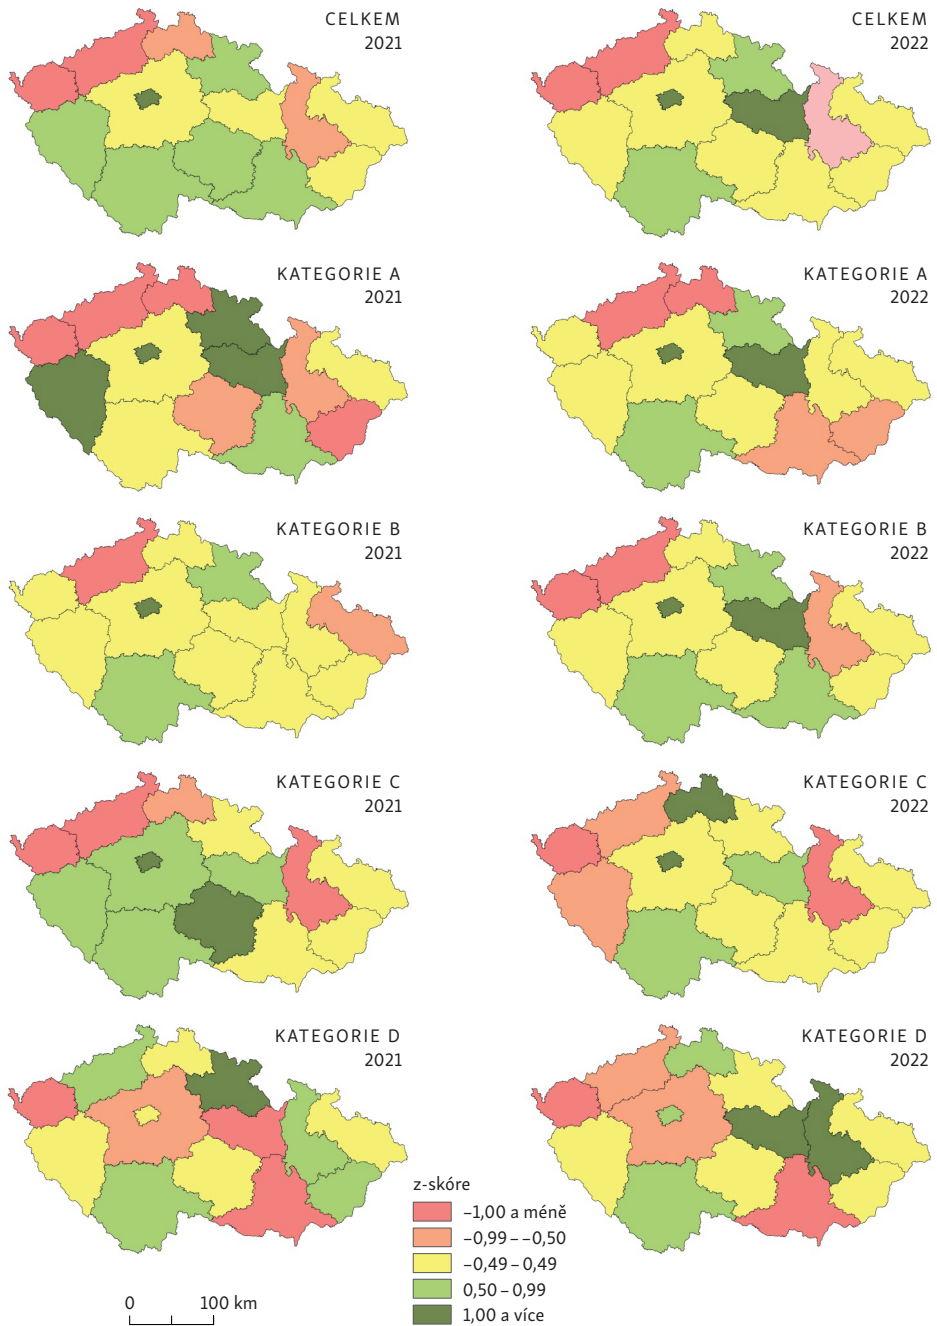 CELKEM
2021
CELKEM
2022
KATEGORIE A
2021
KATEGORIE A
2022
KATEGORIE B
2021
KATEGORIE B
2022
KATEGORIE C
2021
KATEGORIE C
2022
KATEGORIE D
2021
KATEGORIE D
2022
z-skóre
–1,00 a méně
–0,99 – –0,50
–0,49 – 0,49
0,50 – 0,99
1,00 a více
0 100 km